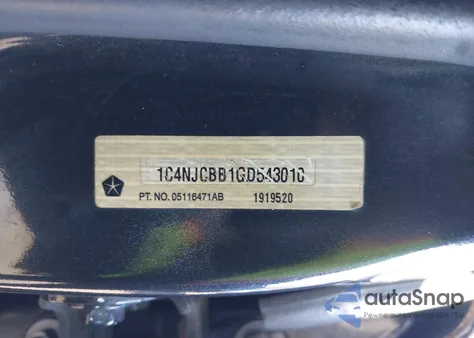 1C4NJCBB1GD543010
PT. NO. 05116471AB 1919520
autoSnap